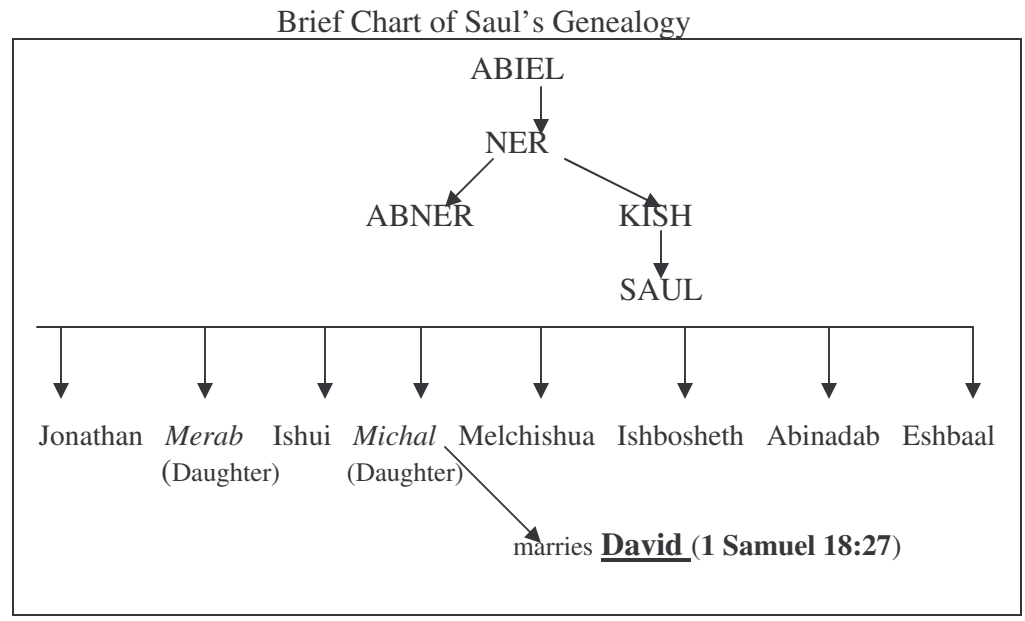 Brief Chart of Saul’s Genealogy
ABIEL
NER
ABNER KISH
SAUL
Jonathan Merab Ishui Michal Melchishua Ishbosheth Abinadab Eshbaal
(Daughter) (Daughter)
marries David (1 Samuel 18:27)